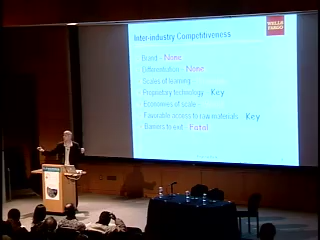 Inter-industry Competitiveness
WELLS
FARGO
Brand - None
Differentiation - None
Scales of learning
Proprietary technology - Key
Economies of scale -
Favorable access to raw materials - Key
Barriers to exit - Fatal